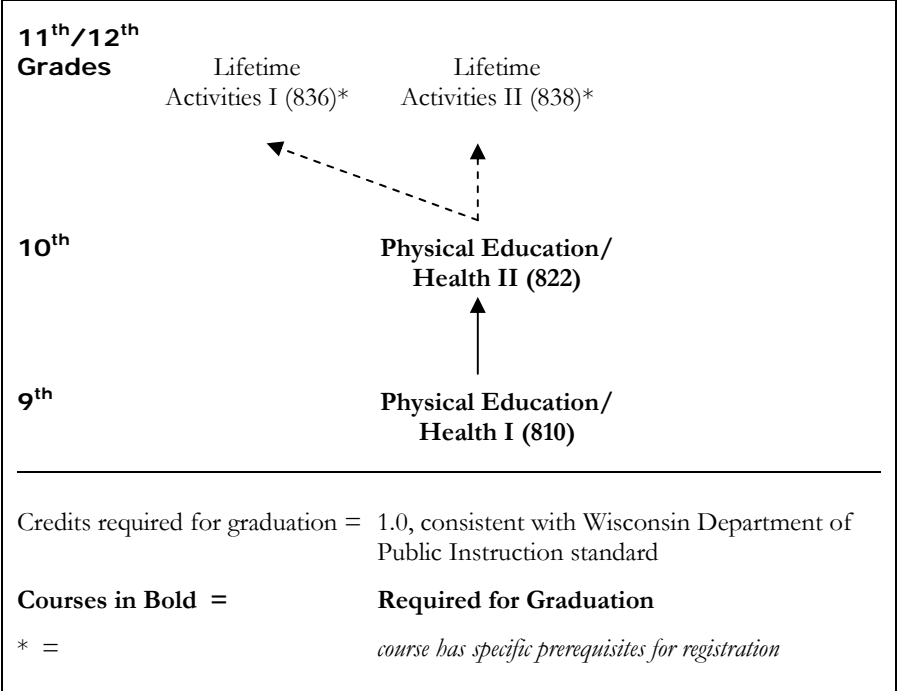 11th/12th
Grades
Lifetime
Activities I (836)*
Lifetime
Activities II (838)*
10th
Physical Education/
Health II (822)
9th
Physical Education/
Health I (810)
Credits required for graduation = 1.0, consistent with Wisconsin Department of
Public Instruction standard
Courses in Bold = Required for Graduation
* = course has specific prerequisites for registration